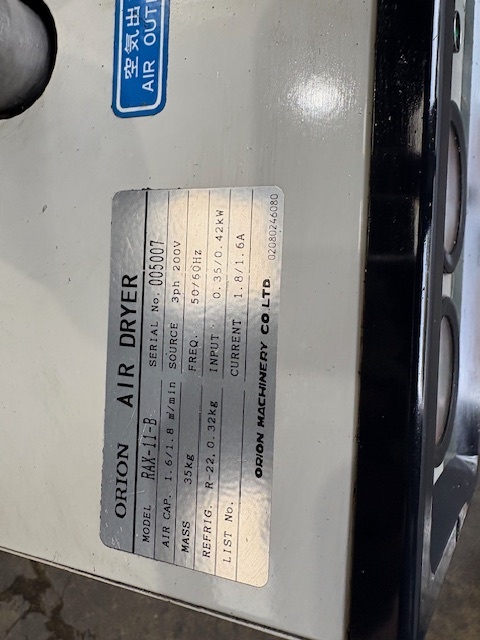 空気出
AIR OUT
ORION AIR DRYER
MODEL RAX-11-B SERIAL No. 005007
AIR CAP. 1.6/1.8 m³/min SOURCE 3ph 200V
MASS 35kg FREQ. 50/60Hz
REFRIG. R-22, 0.32kg INPUT 0.35/0.42kW
LIST No. CURRENT 1.8/1.6A
ORION MACHINERY CO LTD 02080246080